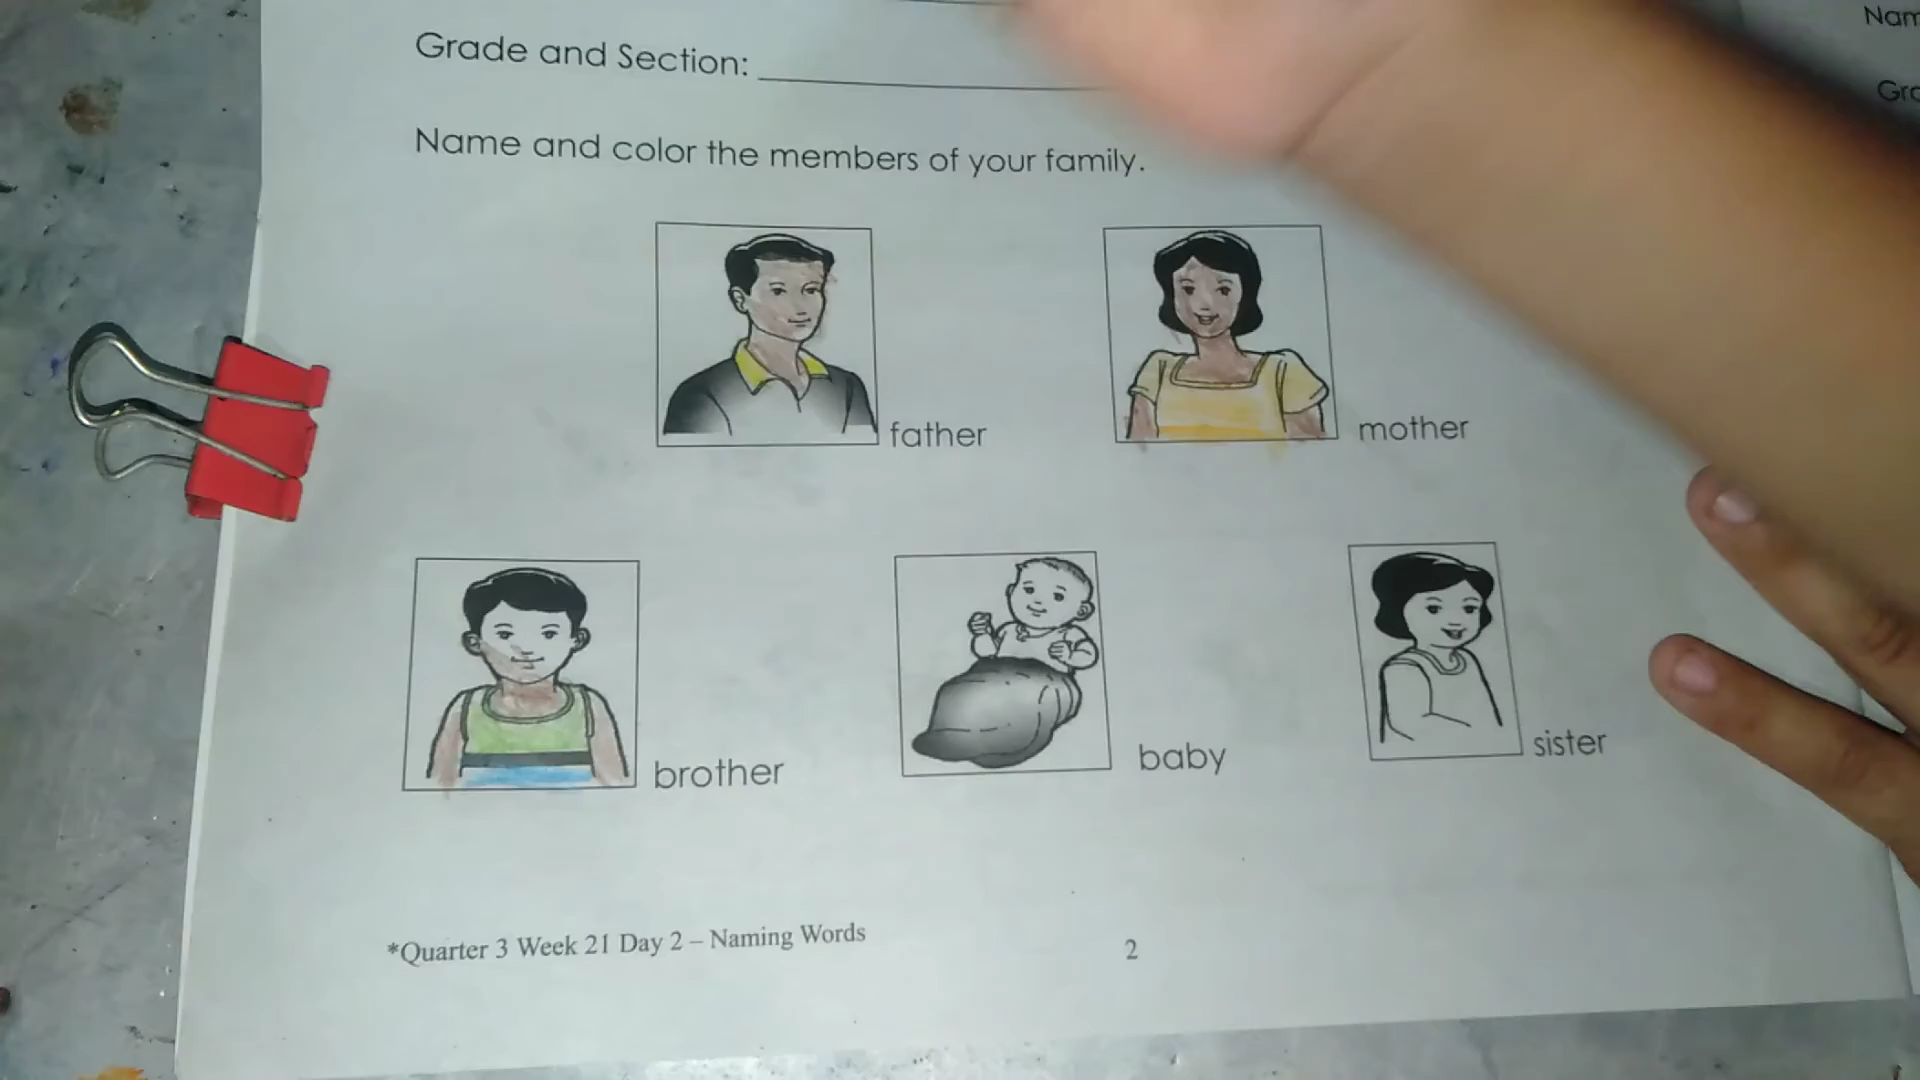 Grade and Section:
Name and color the members of your family.
father
mother
brother
baby
sister
*Quarter 3 Week 21 Day 2 – Naming Words
2